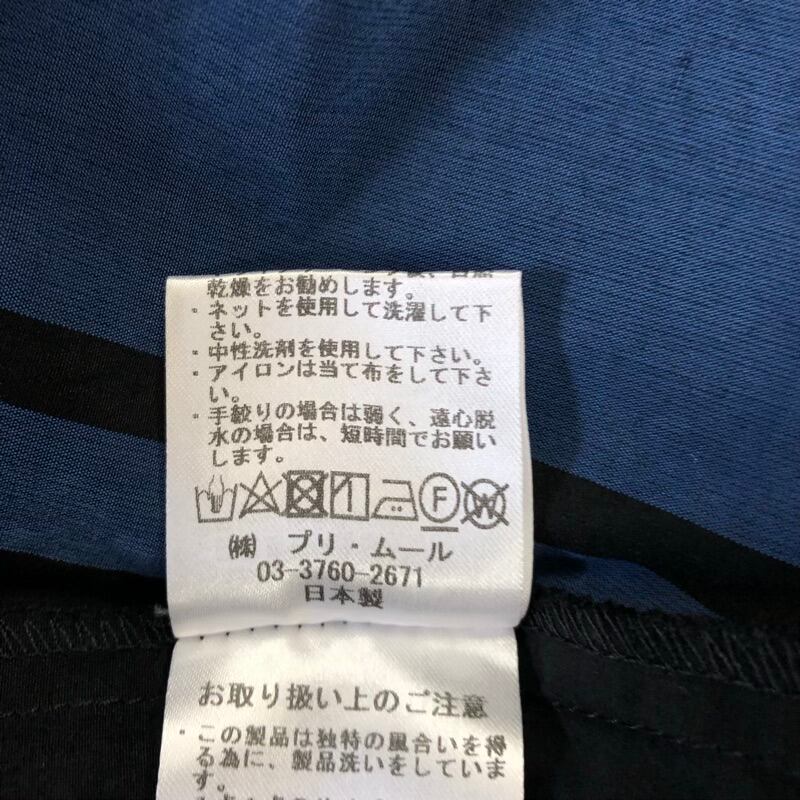 乾燥をお勧めします。
・ネットを使用して洗濯して下
さい。
・中性洗剤を使用して下さい。
・アイロンは当て布をして下さ
い。
・手絞りの場合は弱く、遠心脱
水の場合は、短時間でお願い
します。
F W
㈱ プリ・ムール
03-3760-2671
日本製
お取り扱い上のご注意
・この製品は独特の風合いを得
る為に、製品洗いをしていま
す。